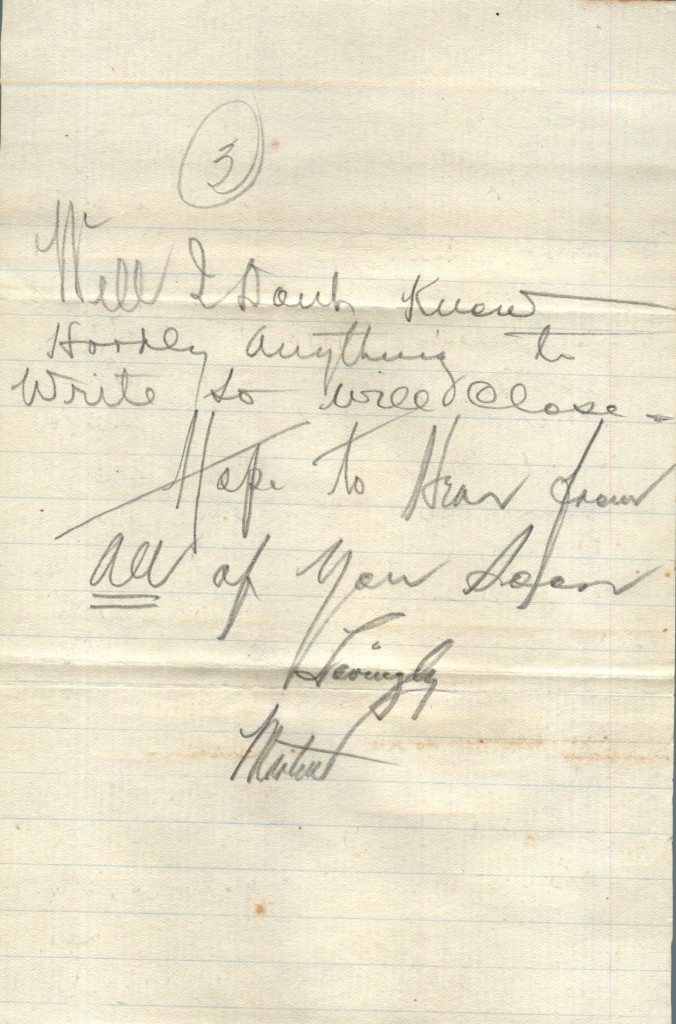 3
Well I Dont Know
Hardly Anything to
Write so will Close -
Hope to Hear from
All of You Soon
Lovingly